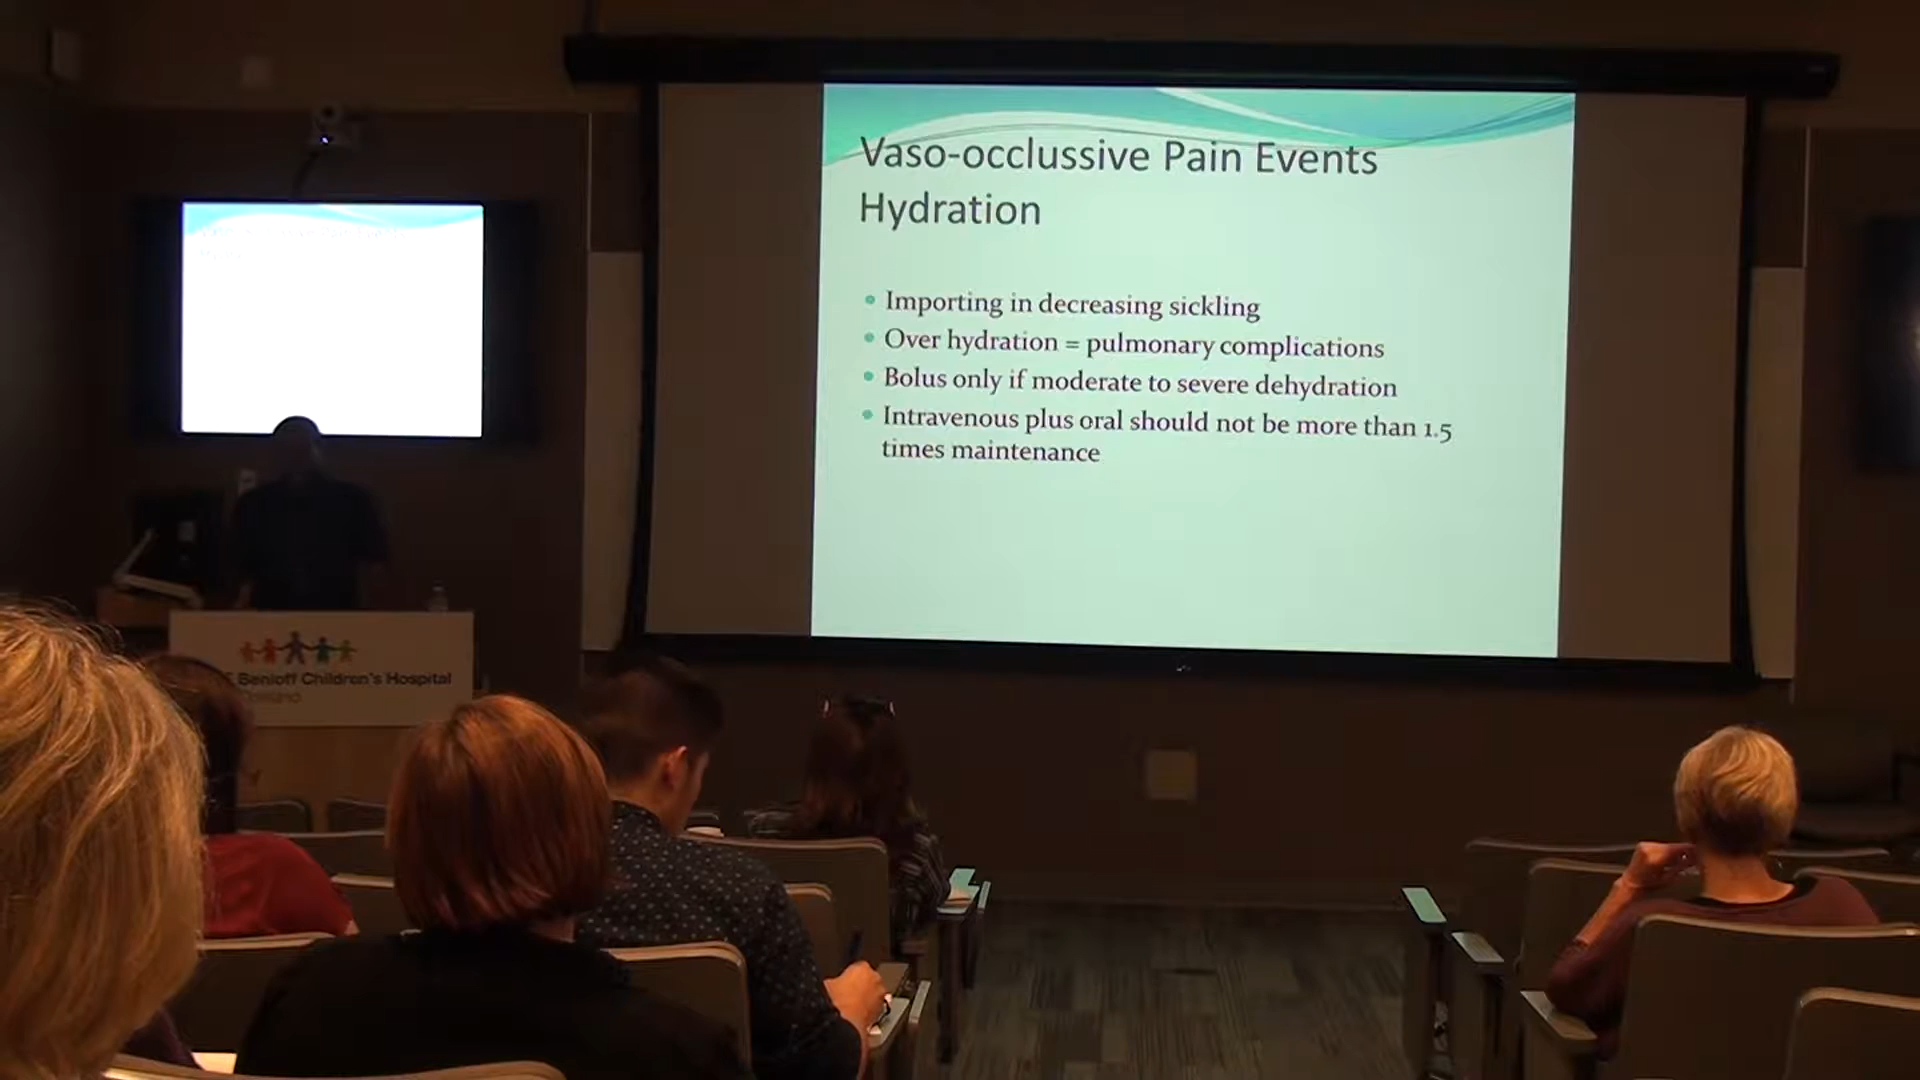 Vaso-occlussive Pain Events
Hydration
Importing in decreasing sickling
Over hydration = pulmonary complications
Bolus only if moderate to severe dehydration
Intravenous plus oral should not be more than 1.5
times maintenance
Benioff Children's Hospital